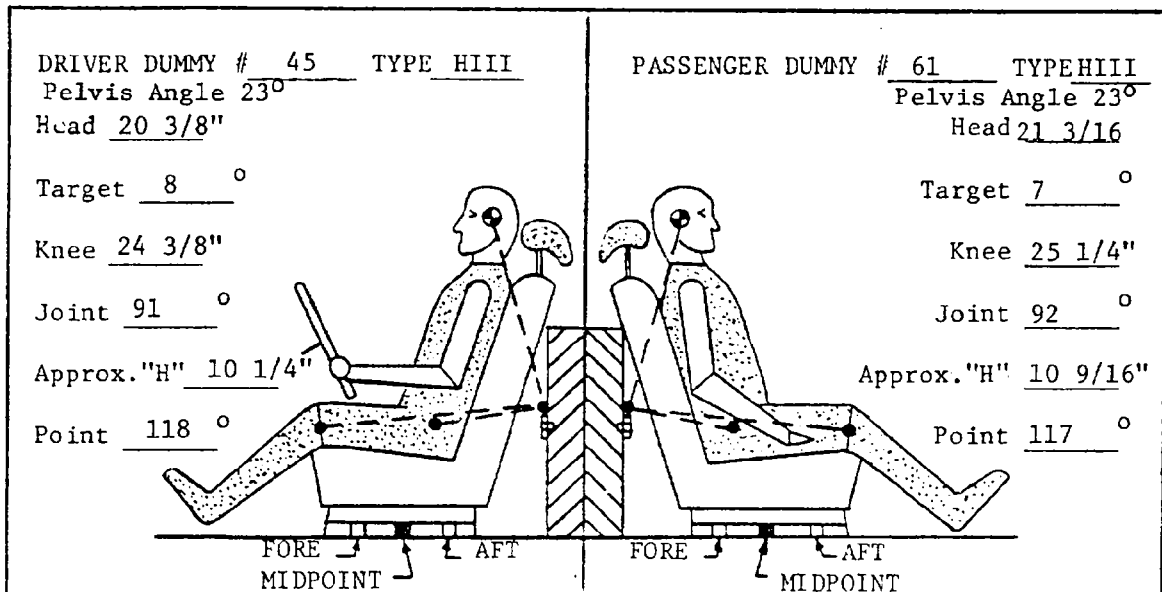 DRIVER DUMMY # 45 TYPE HIII
Pelvis Angle 23°
Head 20 3/8"
Target 8 °
Knee 24 3/8"
Joint 91 °
Approx."H" 10 1/4"
Point 118 °
FORE AFT
MIDPOINT
PASSENGER DUMMY # 61 TYPE HIII
Pelvis Angle 23°
Head 21 3/16
Target 7 °
Knee 25 1/4"
Joint 92 °
Approx."H" 10 9/16"
Point 117 °
FORE AFT
MIDPOINT